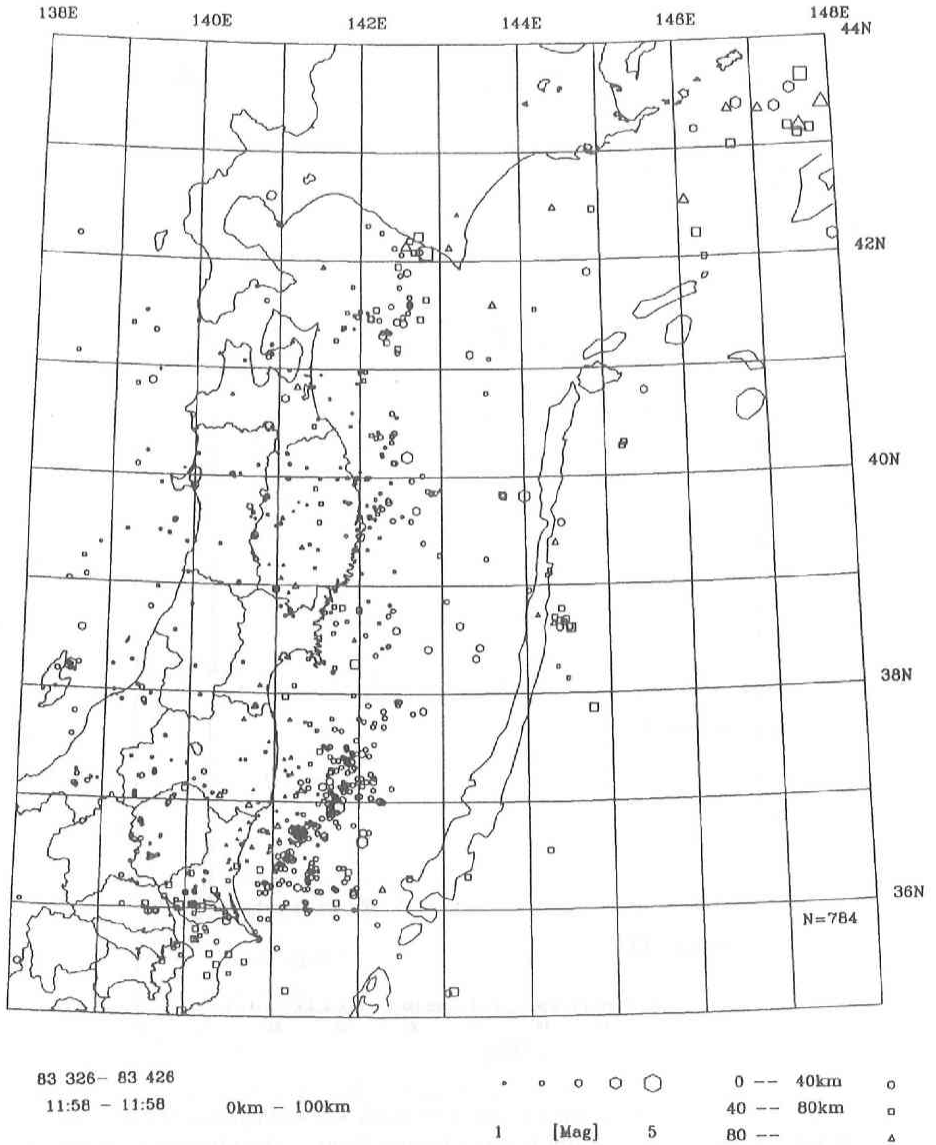 138E 140E 142E 144E 146E 148E
44N
42N
40N
38N
36N
N=784
83 326- 83 426
11:58 - 11:58 0km - 100km
1 [Mag] 5
0 -- 40km
40 -- 80km
80 --